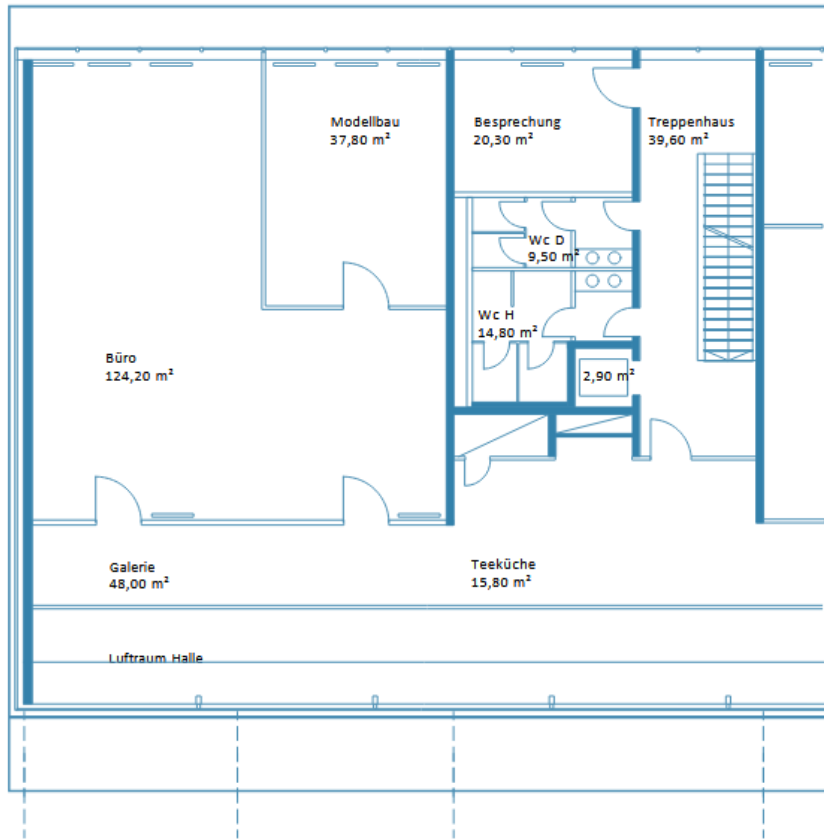 Modellbau
37,80 m²
Besprechung
20,30 m²
Treppenhaus
39,60 m²
Wc D
9,50 m²
Wc H
14,80 m²
Büro
124,20 m²
2,90 m²
Galerie
48,00 m²
Teeküche
15,80 m²
Luftraum Halle